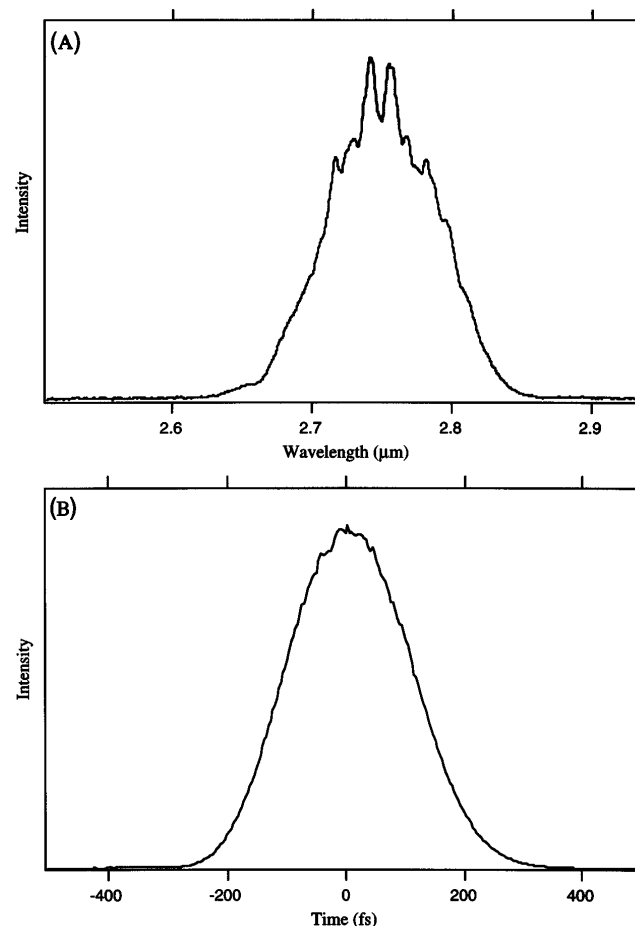 (A)
Intensity
2.6 2.7 2.8 2.9
Wavelength (µm)
(B)
Intensity
-400 -200 0 200 400
Time (fs)